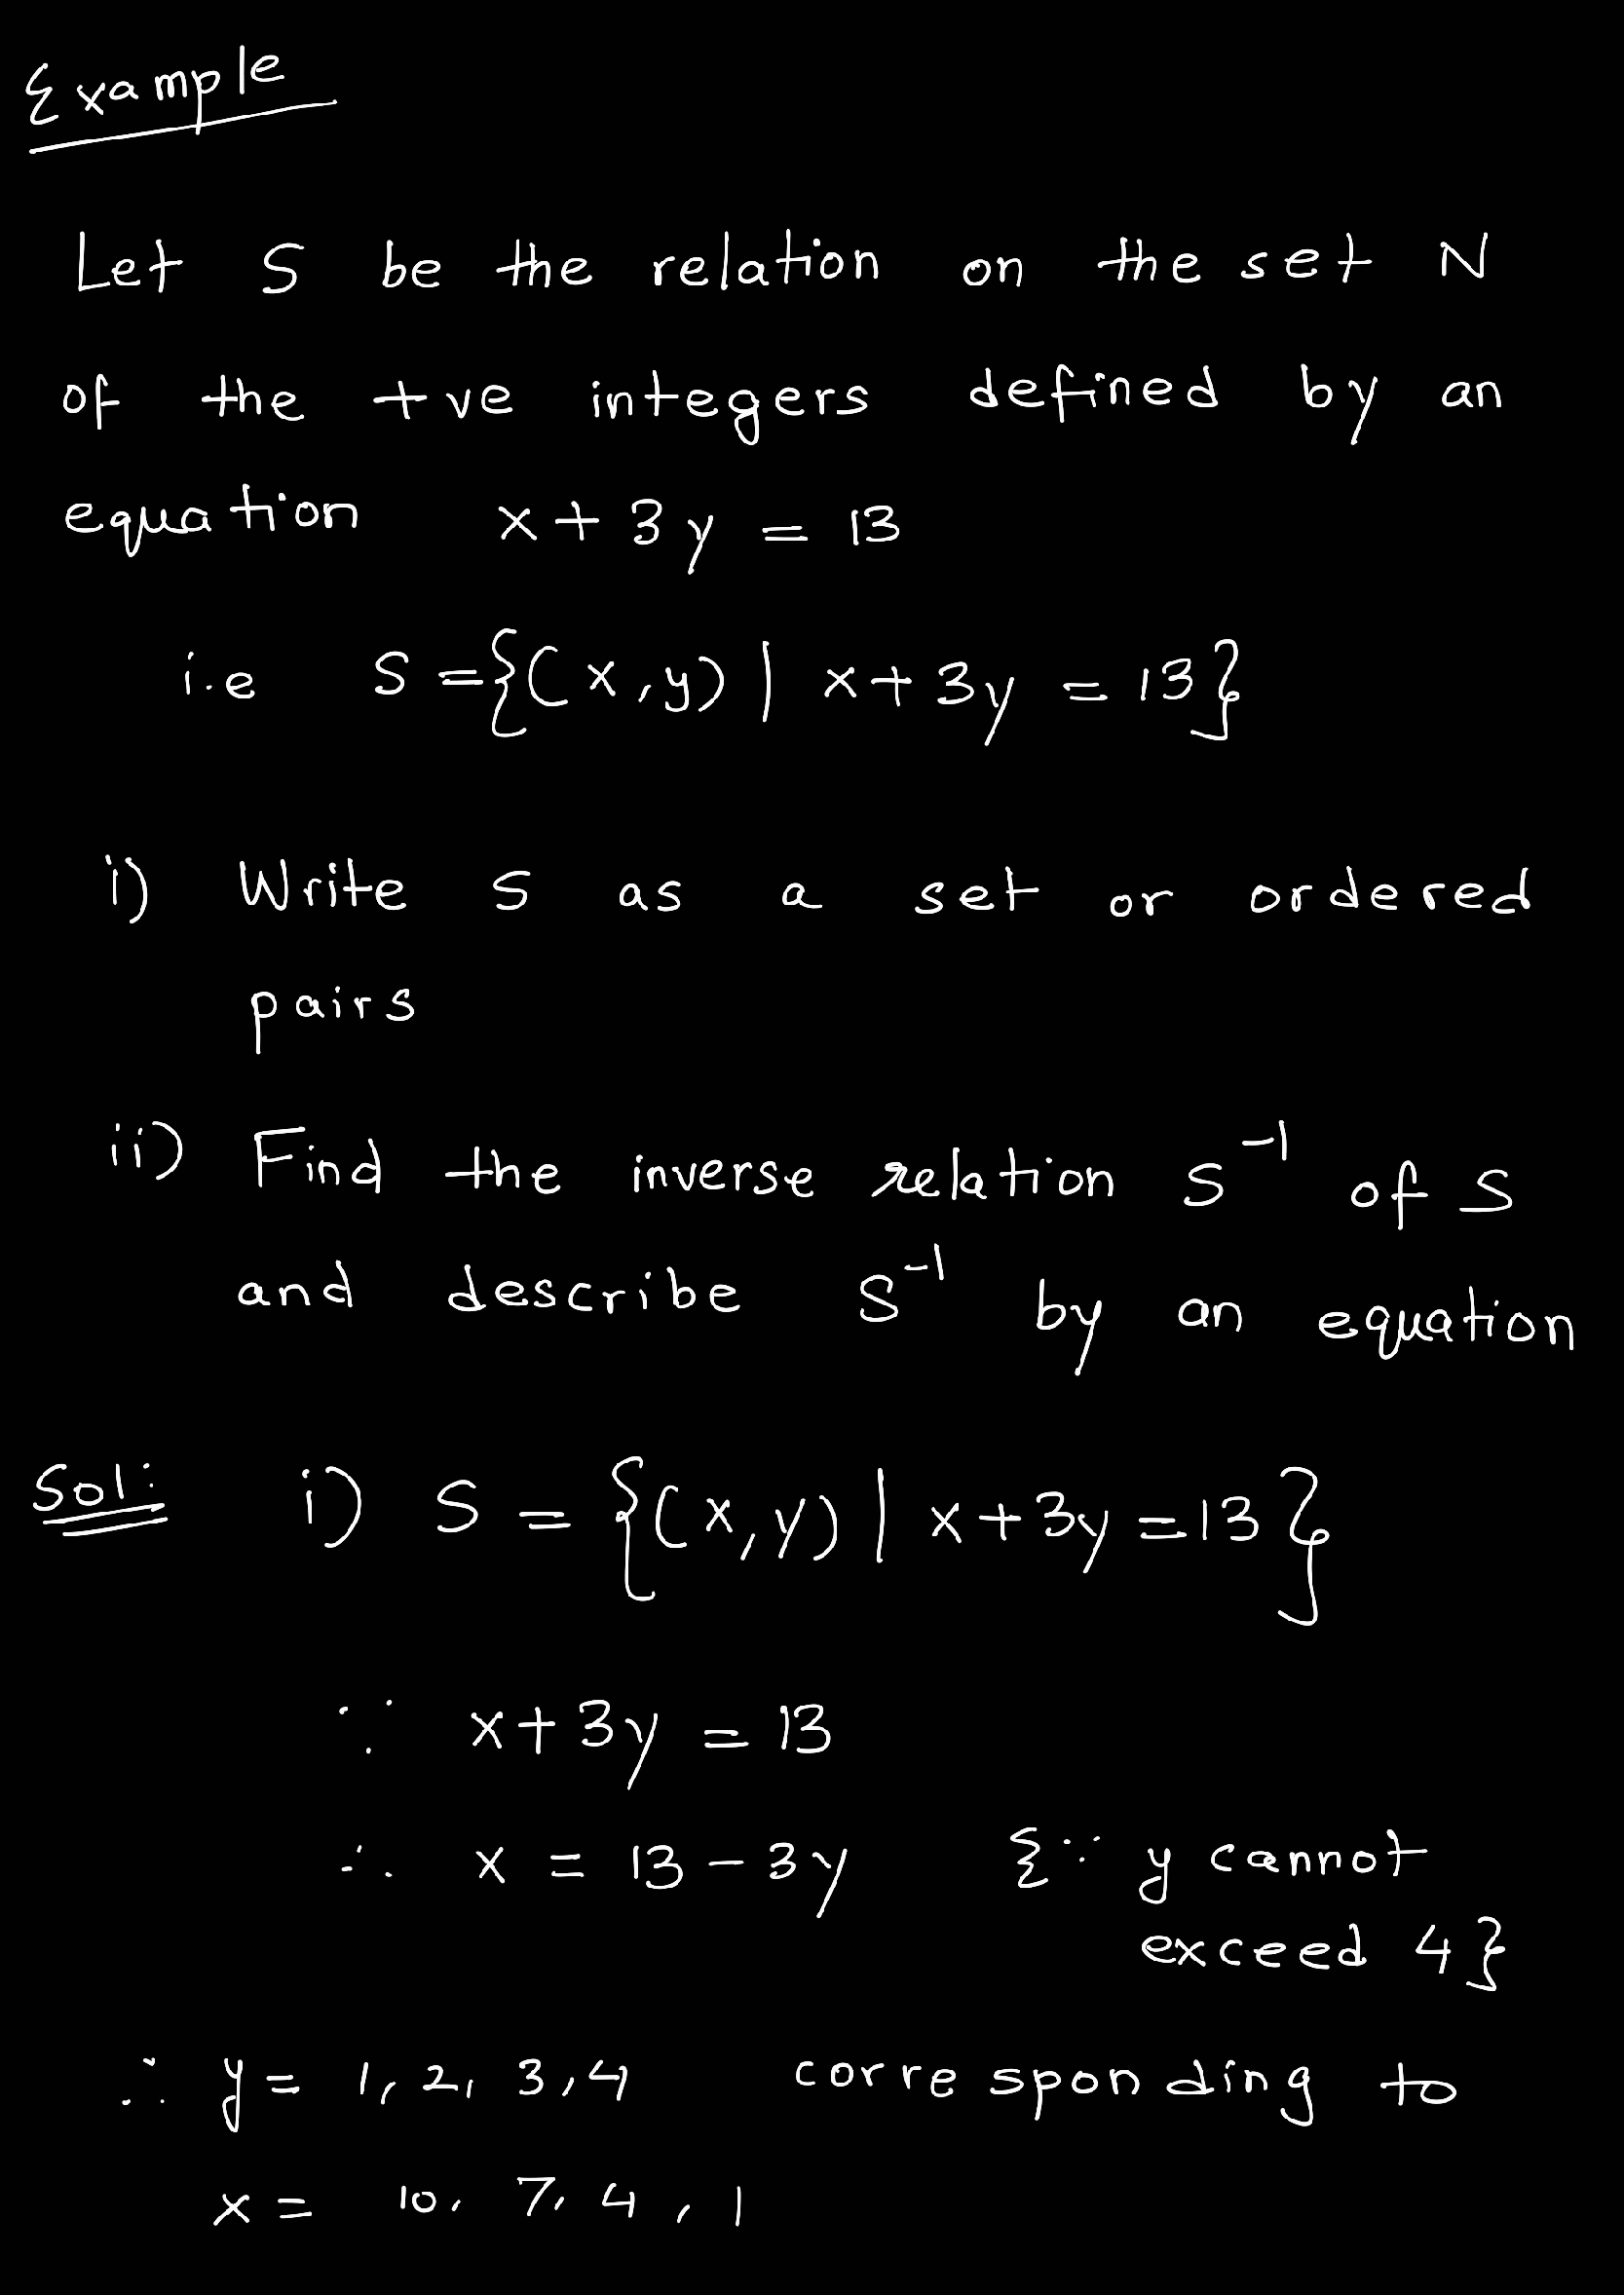 Example
Let S be the relation on the set N
of the +ve integers defined by an
equation x + 3y = 13
i.e S = {(x,y) | x + 3y = 13}
i) Write S as a set or ordered
pairs
ii) Find the inverse relation S⁻¹ of S
and describe S⁻¹ by an equation
Sol: i) S = {(x,y) | x + 3y = 13}
∵ x + 3y = 13
∴ x = 13 - 3y {∵ y cannot
exceed 4}
∴ y = 1, 2, 3, 4 corresponding to
x = 10, 7, 4, 1